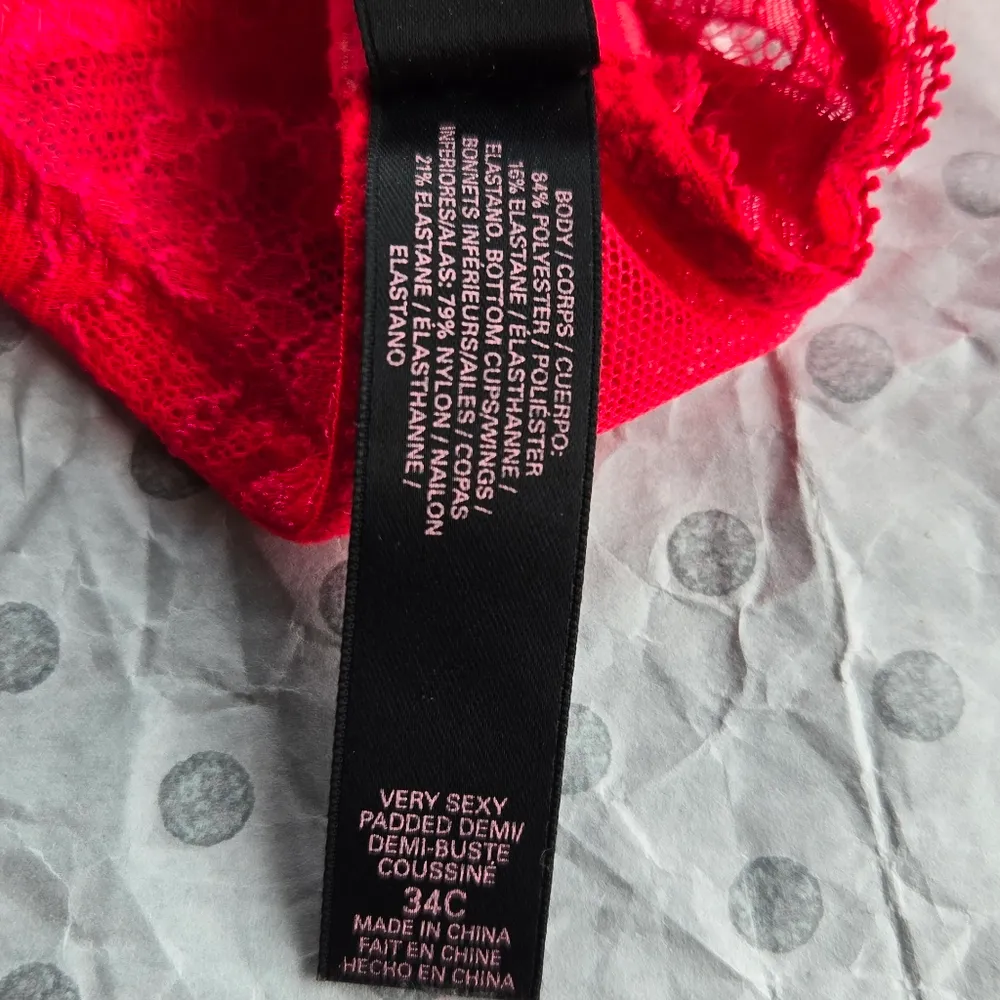 BODY / CORPS / CUERPO:
84% POLYESTER / POLIÉSTER
16% ELASTANE / ÉLASTHANNE /
ELASTANO. BOTTOM CUPS/WINGS /
BONNETS INFÉRIEURS/AILES / COPAS
INFERIORES/ALAS: 79% NYLON / NAILON
21% ELASTANE / ÉLASTHANNE /
ELASTANO
VERY SEXY
PADDED DEMI/
DEMI-BUSTE
COUSSINÉ
34C
MADE IN CHINA
FAIT EN CHINE
HECHO EN CHINA